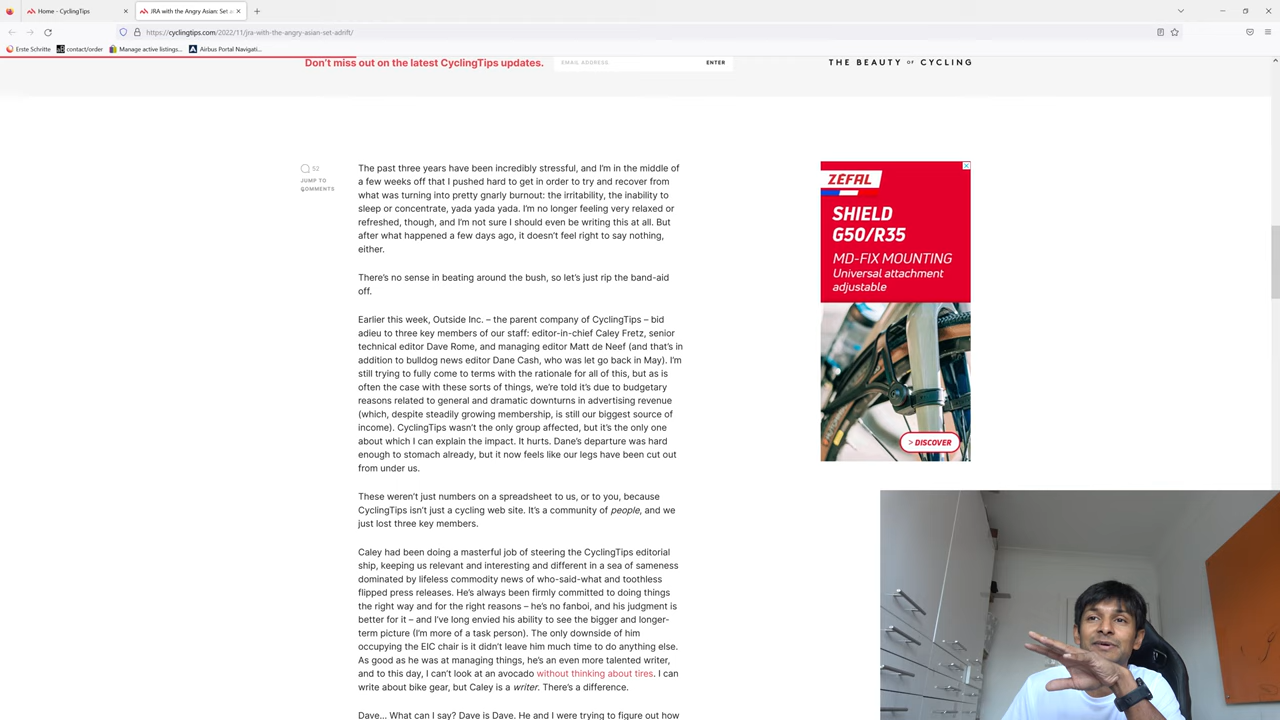 Home - CyclingTips
JRA with the Angry Asian: Set a
https://cyclingtips.com/2022/11/jra-with-the-angry-asian-set-adrift/
Erste Schritte
contact/order
Manage active listings...
Airbus Portal Navigati...
Don't miss out on the latest CyclingTips updates.
EMAIL ADDRESS
ENTER
THE BEAUTY OF CYCLING
52
JUMP TO
COMMENTS
The past three years have been incredibly stressful, and I'm in the middle of
a few weeks off that I pushed hard to get in order to try and recover from
what was turning into pretty gnarly burnout: the irritability, the inability to
sleep or concentrate, yada yada yada. I'm no longer feeling very relaxed or
refreshed, though, and I'm not sure I should even be writing this at all. But
after what happened a few days ago, it doesn't feel right to say nothing,
either.
There's no sense in beating around the bush, so let's just rip the band-aid
off.
Earlier this week, Outside Inc. – the parent company of CyclingTips – bid
adieu to three key members of our staff: editor-in-chief Caley Fretz, senior
technical editor Dave Rome, and managing editor Matt de Neef (and that's in
addition to bulldog news editor Dane Cash, who was let go back in May). I'm
still trying to fully come to terms with the rationale for all of this, but as is
often the case with these sorts of things, we're told it's due to budgetary
reasons related to general and dramatic downturns in advertising revenue
(which, despite steadily growing membership, is still our biggest source of
income). CyclingTips wasn't the only group affected, but it's the only one
about which I can explain the impact. It hurts. Dane's departure was hard
enough to stomach already, but it now feels like our legs have been cut out
from under us.
These weren't just numbers on a spreadsheet to us, or to you, because
CyclingTips isn't just a cycling web site. It's a community of people, and we
just lost three key members.
Caley had been doing a masterful job of steering the CyclingTips editorial
ship, keeping us relevant and interesting and different in a sea of sameness
dominated by lifeless commodity news of who-said-what and toothless
flipped press releases. He's always been firmly committed to doing things
the right way and for the right reasons – he's no fanboi, and his judgment is
better for it – and I've long envied his ability to see the bigger and longer-
term picture (I'm more of a task person). The only downside of him
occupying the EIC chair is it didn't leave him much time to do anything else.
As good as he was at managing things, he's an even more talented writer,
and to this day, I can't look at an avocado without thinking about tires. I can
write about bike gear, but Caley is a writer. There's a difference.
Dave... What can I say? Dave is Dave. He and I were trying to figure out how
ZÉFAL
SHIELD
G50/R35
MD-FIX MOUNTING
Universal attachment
adjustable
> DISCOVER